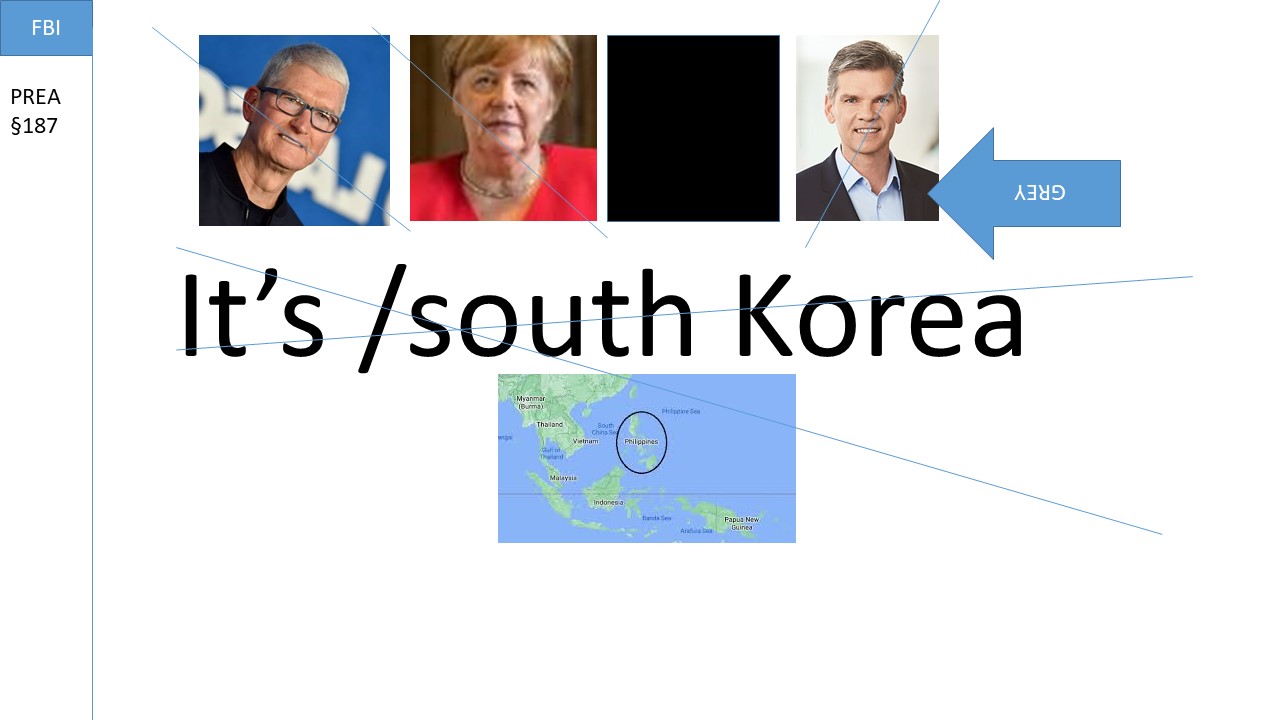 FBI
PREA
§187
GREY
It’s /south Korea
Myanmar
(Burma)
Thailand
Vietnam
South
China Sea
Philippine Sea
Philippines
Gulf of
Thailand
Malaysia
Indonesia
Banda Sea
Arafura Sea
Papua New
Guinea